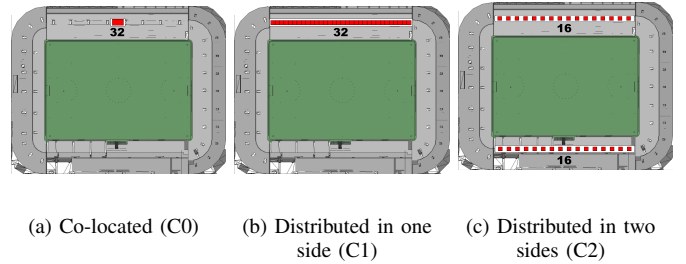 32
32
16
16
(a) Co-located (C0)
(b) Distributed in one
side (C1)
(c) Distributed in two
sides (C2)